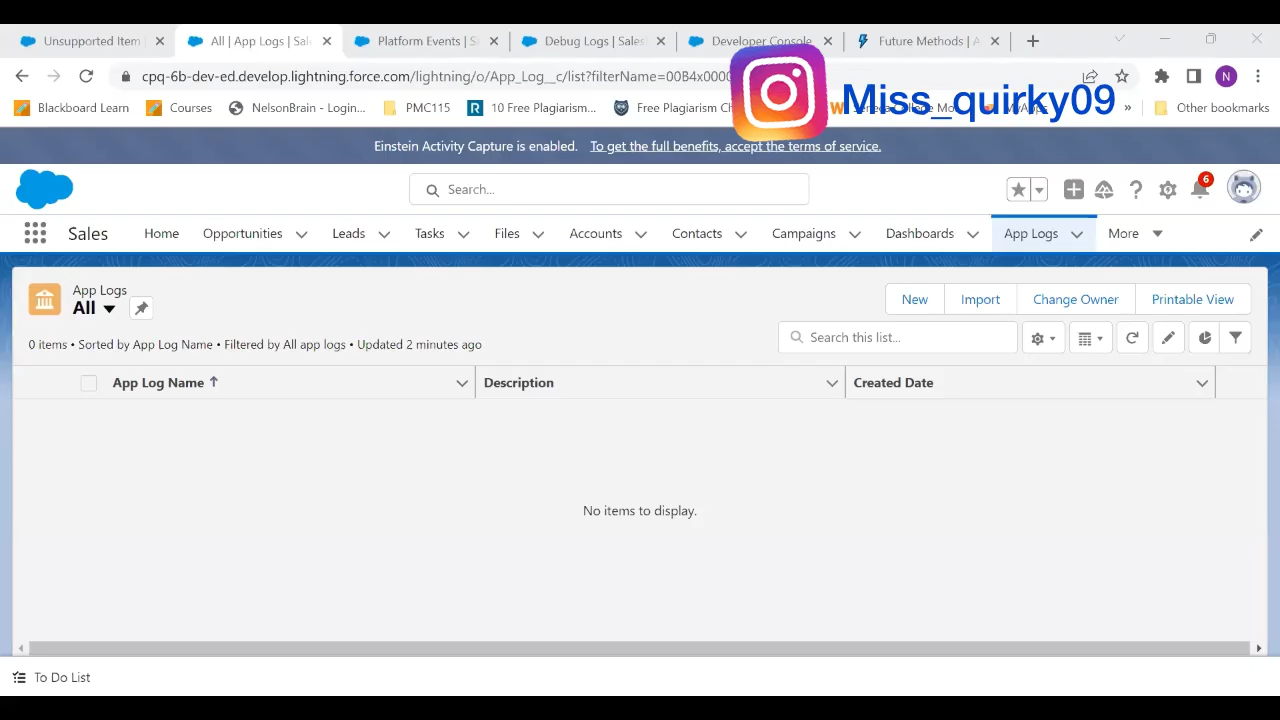 Unsupported Item
All | App Logs | Sal
Platform Events | S
Debug Logs | Sales
Developer Console
Future Methods | A
cpq-6b-dev-ed.develop.lightning.force.com/lightning/o/App_Log__c/list?filterName=00B4x000
N
Miss_quirky09
Blackboard Learn
Courses
NelsonBrain - Login...
PMC115
10 Free Plagiarism...
Free Plagiarism Ch
MyApps
»
Other bookmarks
Einstein Activity Capture is enabled. To get the full benefits, accept the terms of service.
Search...
6
Sales
Home
Opportunities
Leads
Tasks
Files
Accounts
Contacts
Campaigns
Dashboards
App Logs
More
App Logs
All
New
Import
Change Owner
Printable View
0 items • Sorted by App Log Name • Filtered by All app logs • Updated 2 minutes ago
Search this list...
App Log Name
Description
Created Date
No items to display.
To Do List